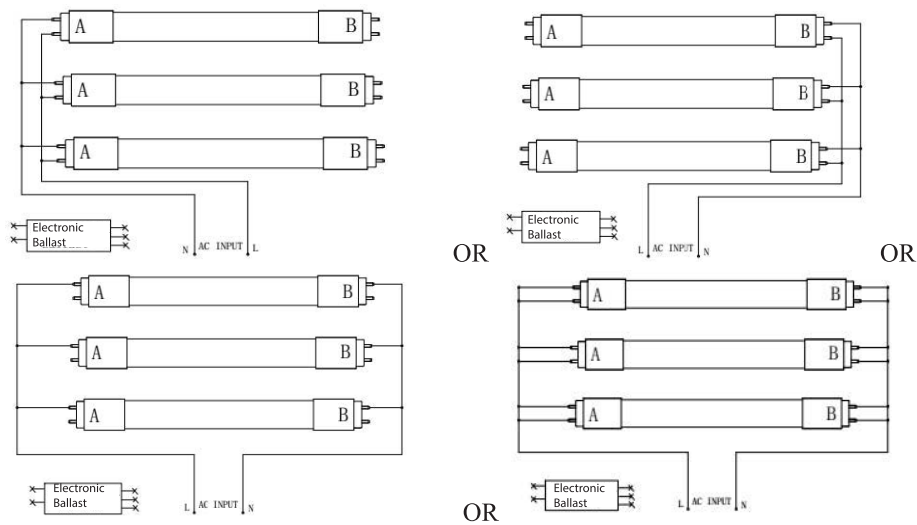 A B
A B
A B
Electronic
Ballast
N AC INPUT L
OR
A B
A B
A B
Electronic
Ballast
L AC INPUT N
OR
A B
A B
A B
Electronic
Ballast
L AC INPUT N
OR
A B
A B
A B
Electronic
Ballast
L AC INPUT N